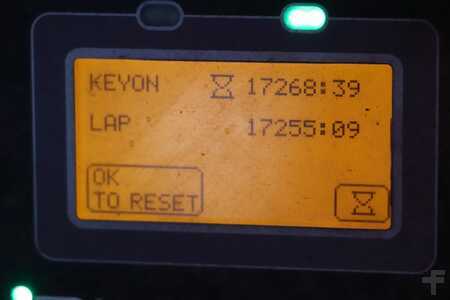 KEYON 17268:39
LAP 17255:09
OK
TO RESET